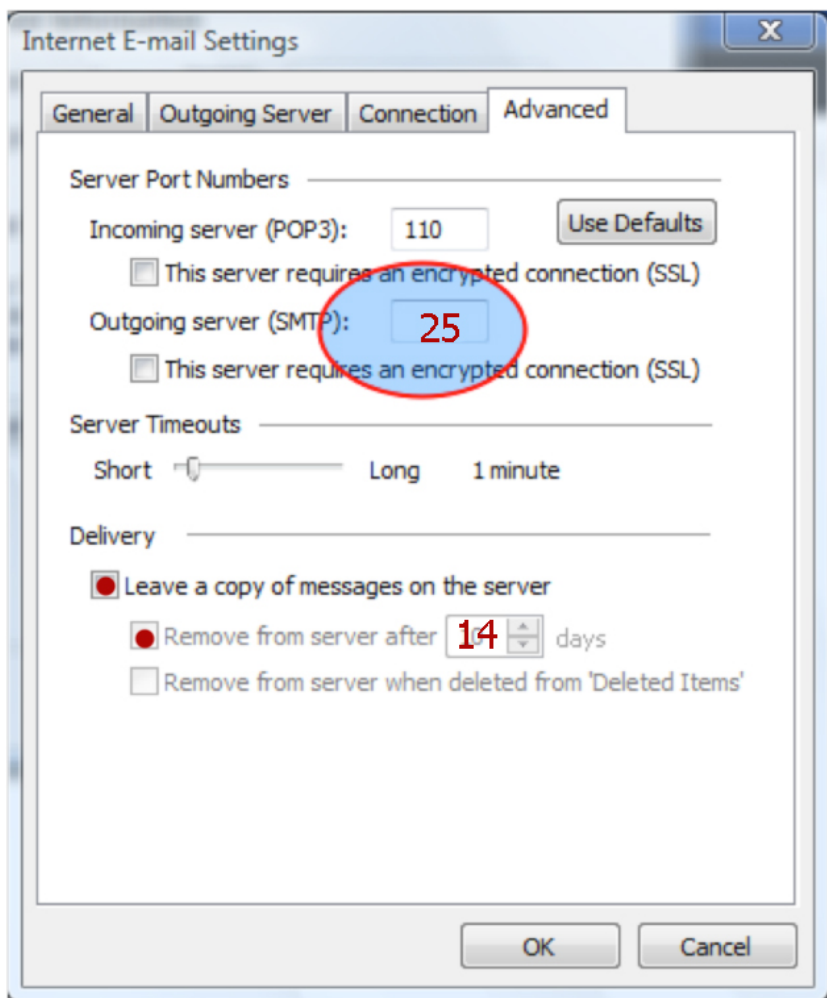 Internet E-mail Settings
General Outgoing Server Connection Advanced
Server Port Numbers
Incoming server (POP3): 110 Use Defaults
This server requires an encrypted connection (SSL)
Outgoing server (SMTP): 25
This server requires an encrypted connection (SSL)
Server Timeouts
Short Long 1 minute
Delivery
Leave a copy of messages on the server
Remove from server after 14 days
Remove from server when deleted from 'Deleted Items'
OK Cancel